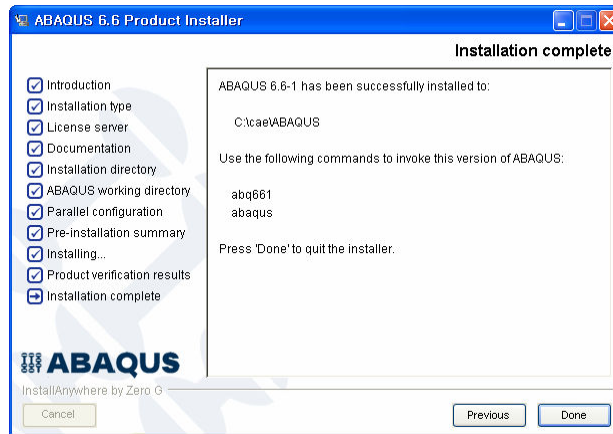 ABAQUS 6.6 Product Installer
Installation complete
Introduction
Installation type
License server
Documentation
Installation directory
ABAQUS working directory
Parallel configuration
Pre-installation summary
Installing...
Product verification results
Installation complete
ABAQUS 6.6-1 has been successfully installed to:
C:\cae\ABAQUS
Use the following commands to invoke this version of ABAQUS:
abq661
abaqus
Press 'Done' to quit the installer.
ABAQUS
InstallAnywhere by Zero G
Cancel
Previous
Done